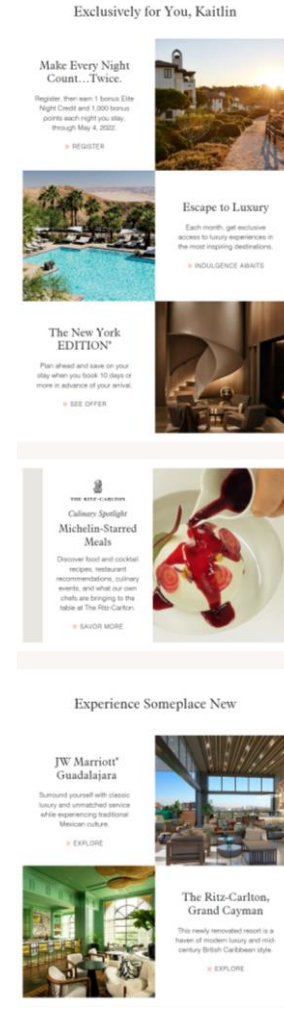 Exclusively for You, Kaitlin
Make Every Night
Count...Twice.
Register, then earn 1 bonus Elite
Night Credit and 1,000 bonus
points each night you stay,
through May 4, 2022.
» REGISTER
Escape to Luxury
Each month, get exclusive
access to luxury experiences in
the most inspiring destinations.
» INDULGENCE AWAITS
The New York
EDITION®
Plan ahead and save on your
stay when you book 10 days or
more in advance of your arrival.
» SEE OFFER
THE RITZ-CARLTON
Culinary Spotlight
Michelin-Starred
Meals
Discover food and cocktail
recipes, restaurant
recommendations, culinary
events, and what our own
chefs are bringing to the
table at The Ritz-Carlton.
» SAVOR MORE
Experience Someplace New
JW Marriott®
Guadalajara
Surround yourself with classic
luxury and unmatched service
while experiencing traditional
Mexican culture.
» EXPLORE
The Ritz-Carlton,
Grand Cayman
This newly renovated resort is a
haven of modern luxury and mid-
century British Caribbean style.
» EXPLORE